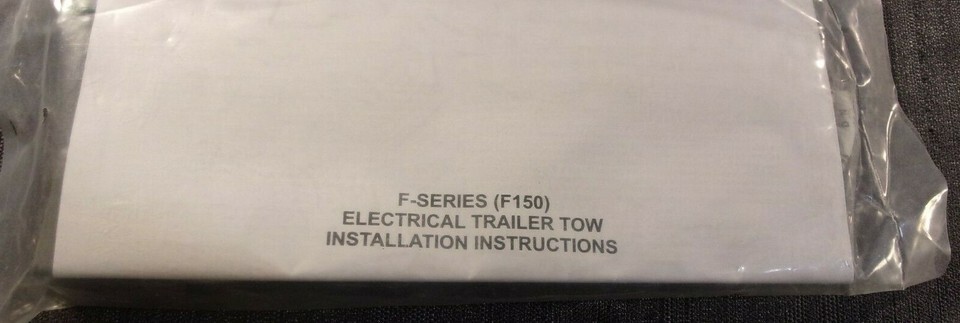 F-SERIES (F150)
ELECTRICAL TRAILER TOW
INSTALLATION INSTRUCTIONS